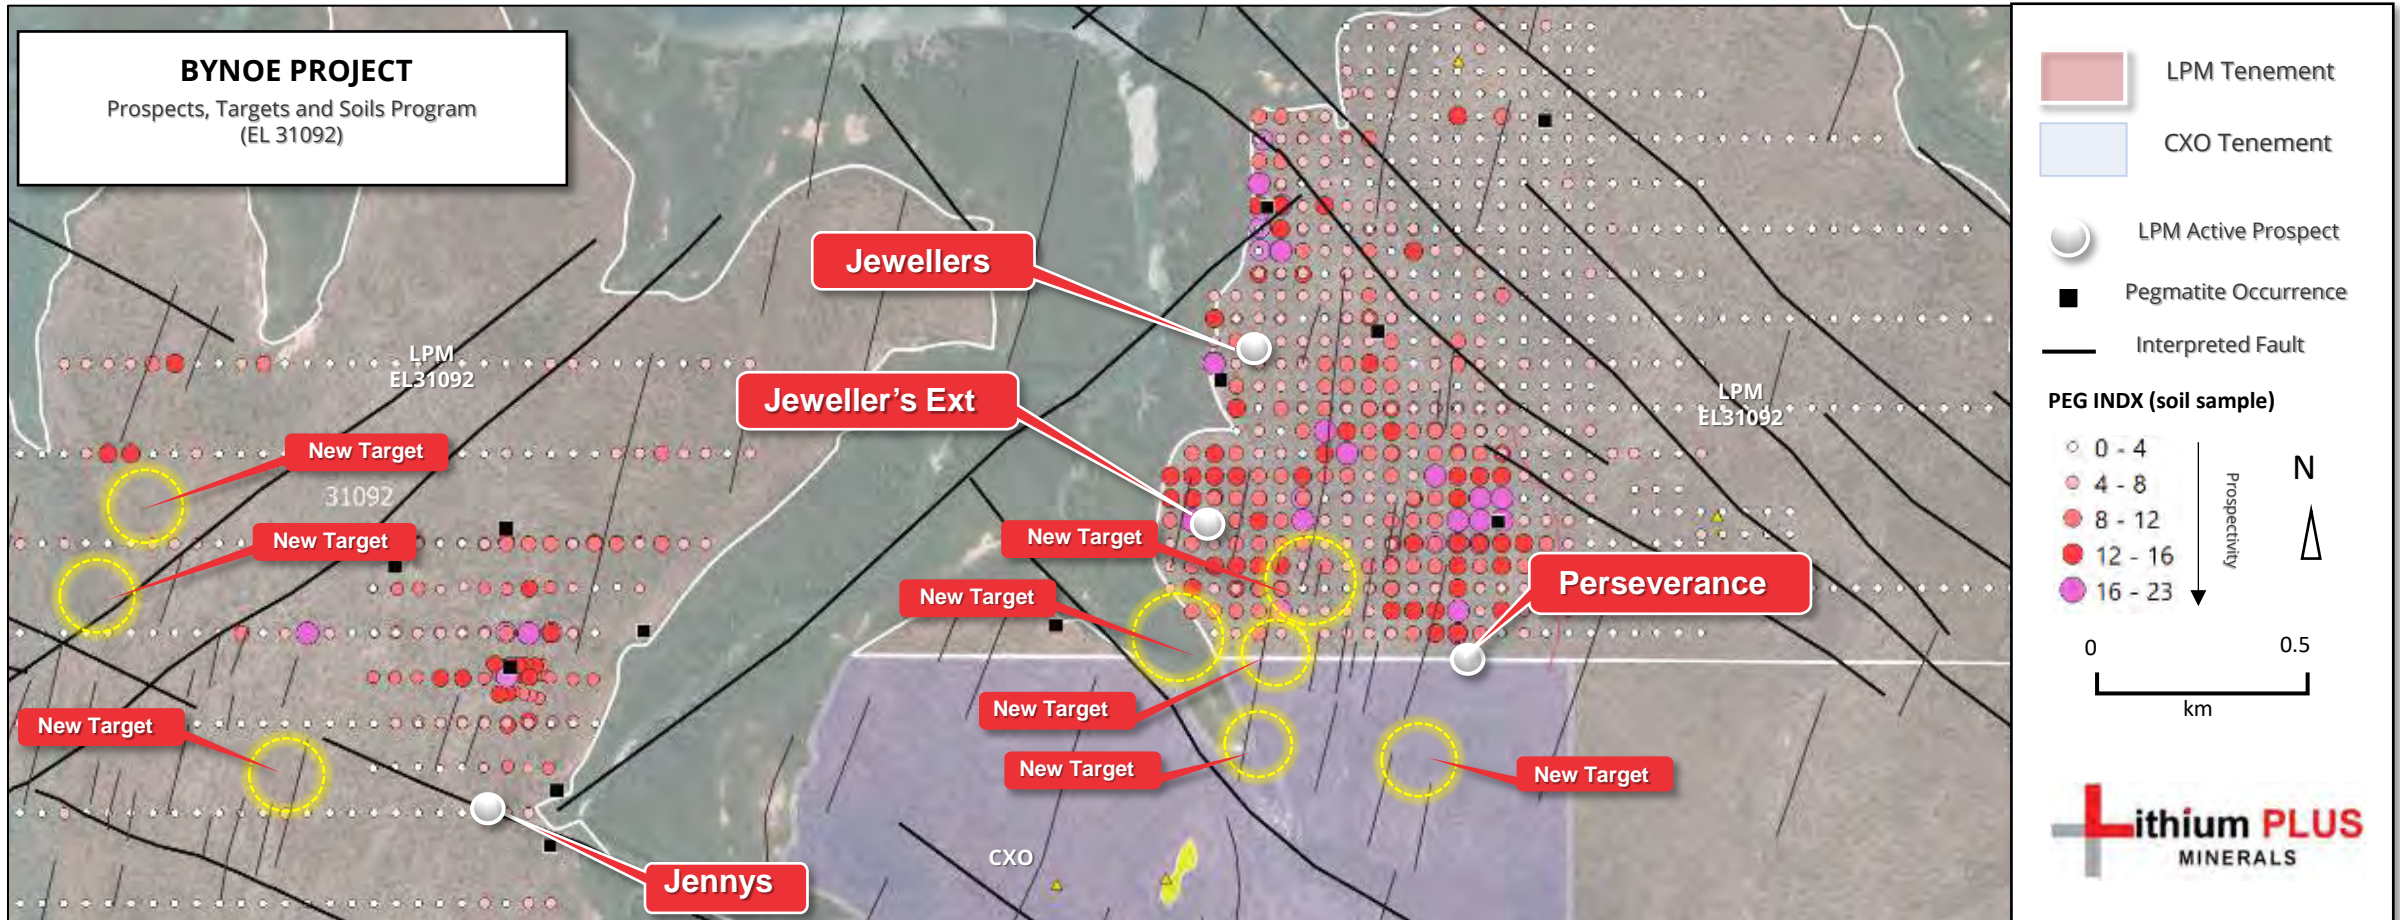 BYNOE PROJECT
Prospects, Targets and Soils Program
(EL 31092)
Jewellers
Jeweller's Ext
LPM
EL31092
LPM
EL31092
New Target
31092
New Target
New Target
New Target
Perseverance
New Target
New Target
New Target
New Target
CXO
Jennys
LPM Tenement
CXO Tenement
LPM Active Prospect
Pegmatite Occurrence
Interpreted Fault
PEG INDX (soil sample)
0 - 4
4 - 8
8 - 12
12 - 16
16 - 23
Prospectivity
N
0 0.5
km
Lithium PLUS
MINERALS